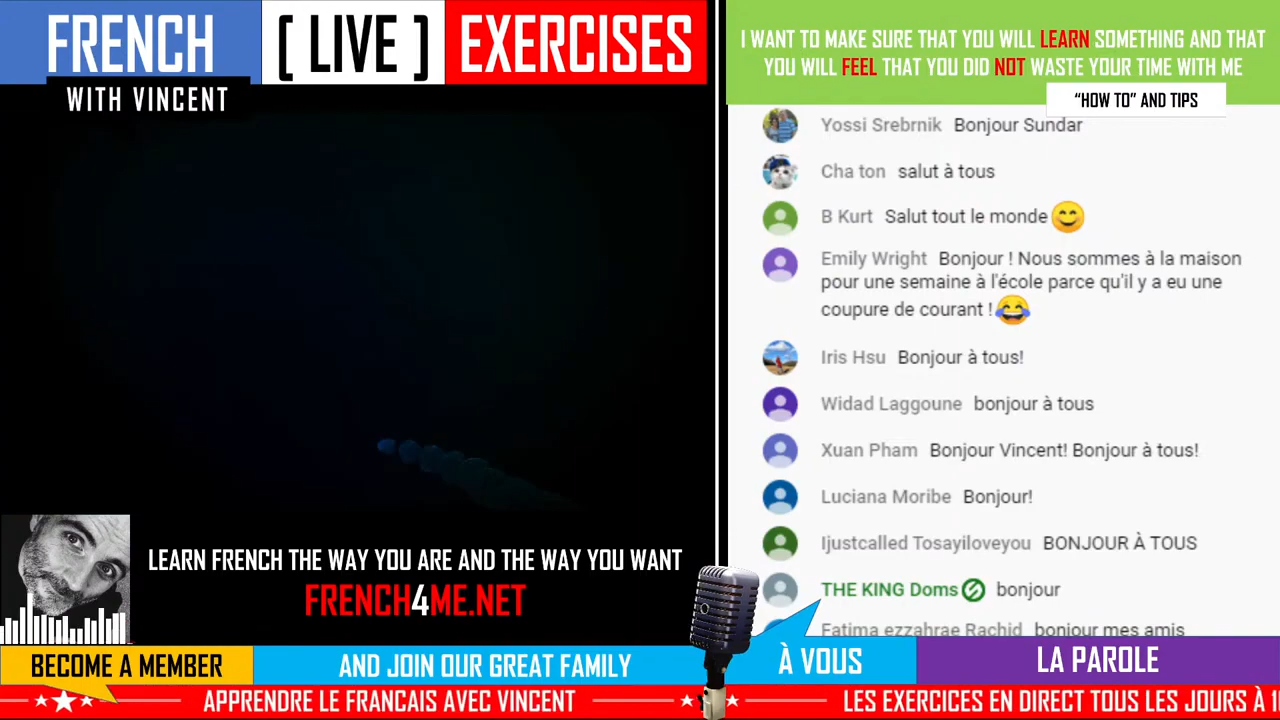 FRENCH [ LIVE ] EXERCISES
WITH VINCENT
I WANT TO MAKE SURE THAT YOU WILL LEARN SOMETHING AND THAT
YOU WILL FEEL THAT YOU DID NOT WASTE YOUR TIME WITH ME
“HOW TO” AND TIPS
Yossi Srebrnik Bonjour Sundar
Cha ton salut à tous
B Kurt Salut tout le monde
Emily Wright Bonjour ! Nous sommes à la maison
pour une semaine à l'école parce qu'il y a eu une
coupure de courant !
Iris Hsu Bonjour à tous!
Widad Laggoune bonjour à tous
Xuan Pham Bonjour Vincent! Bonjour à tous!
Luciana Moribe Bonjour!
Ijustcalled Tosayiloveyou BONJOUR À TOUS
THE KING Doms bonjour
Fatima ezzahrae Rachid bonjour mes amis
LEARN FRENCH THE WAY YOU ARE AND THE WAY YOU WANT
FRENCH4ME.NET
BECOME A MEMBER AND JOIN OUR GREAT FAMILY
À VOUS LA PAROLE
APPRENDRE LE FRANCAIS AVEC VINCENT
LES EXERCICES EN DIRECT TOUS LES JOURS À